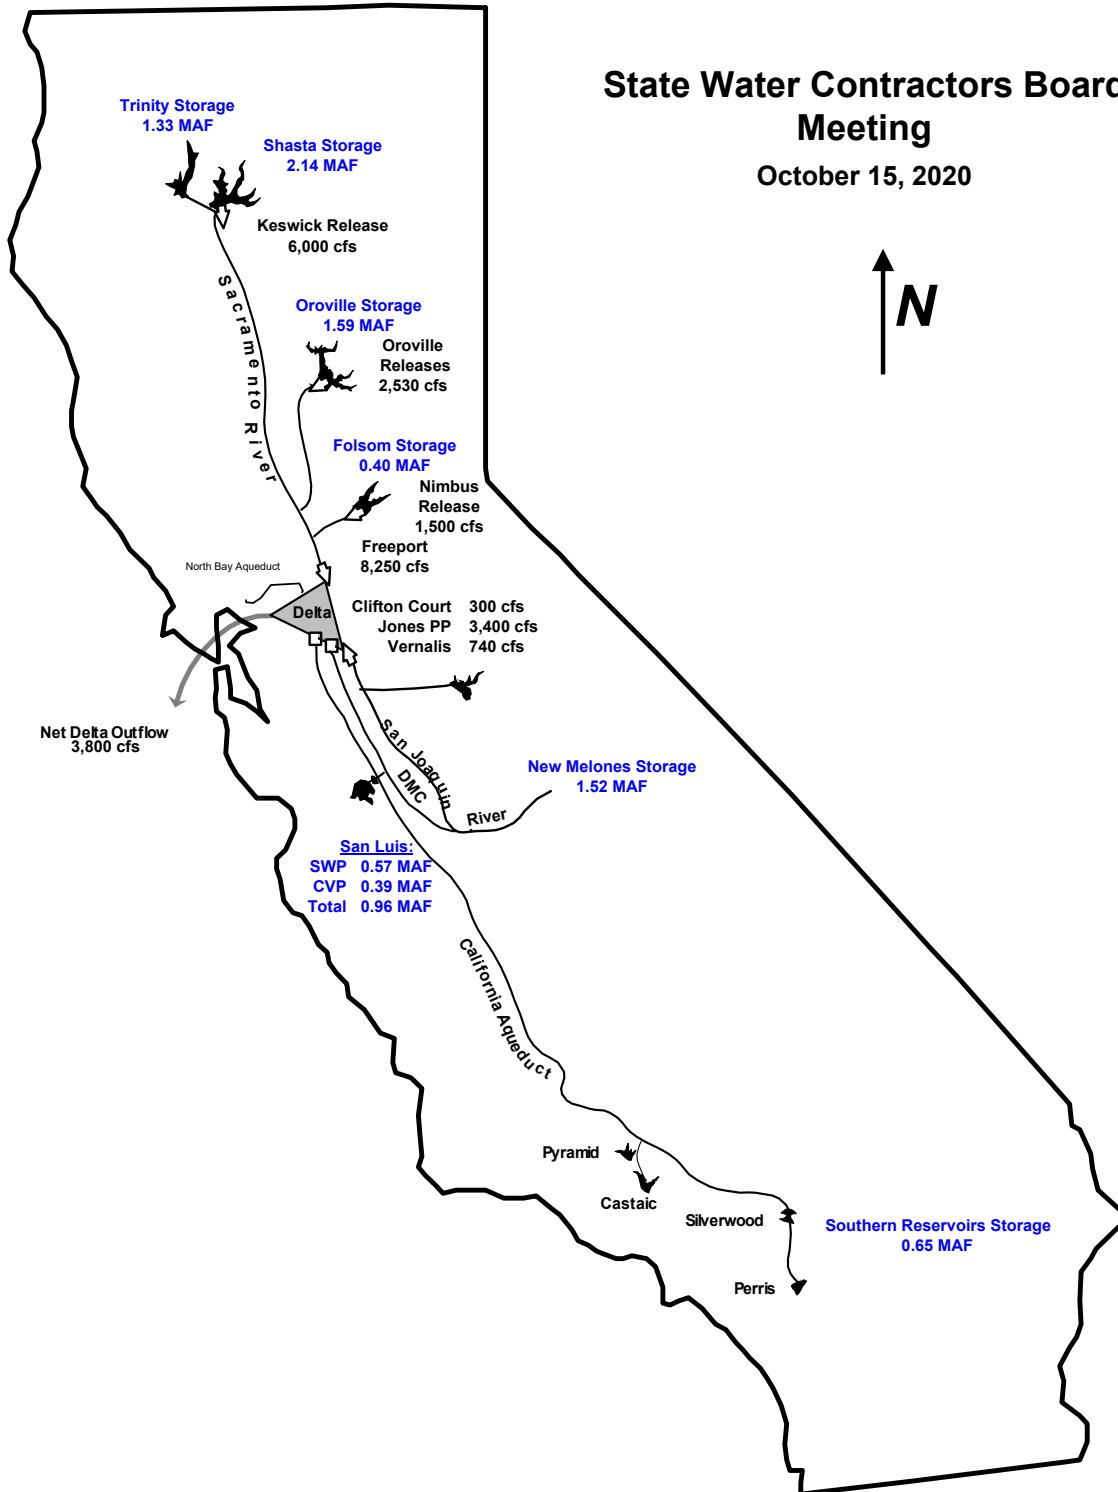 State Water Contractors Board
Meeting
October 15, 2020
N
Trinity Storage
1.33 MAF
Shasta Storage
2.14 MAF
Keswick Release
6,000 cfs
Sacramento River
Oroville Storage
1.59 MAF
Oroville
Releases
2,530 cfs
Folsom Storage
0.40 MAF
Nimbus
Release
1,500 cfs
Freeport
8,250 cfs
North Bay Aqueduct
Delta
Clifton Court 300 cfs
Jones PP 3,400 cfs
Vernalis 740 cfs
Net Delta Outflow
3,800 cfs
San Joaquin
River
DMC
New Melones Storage
1.52 MAF
San Luis:
SWP 0.57 MAF
CVP 0.39 MAF
Total 0.96 MAF
California Aqueduct
Pyramid
Castaic
Silverwood
Southern Reservoirs Storage
0.65 MAF
Perris